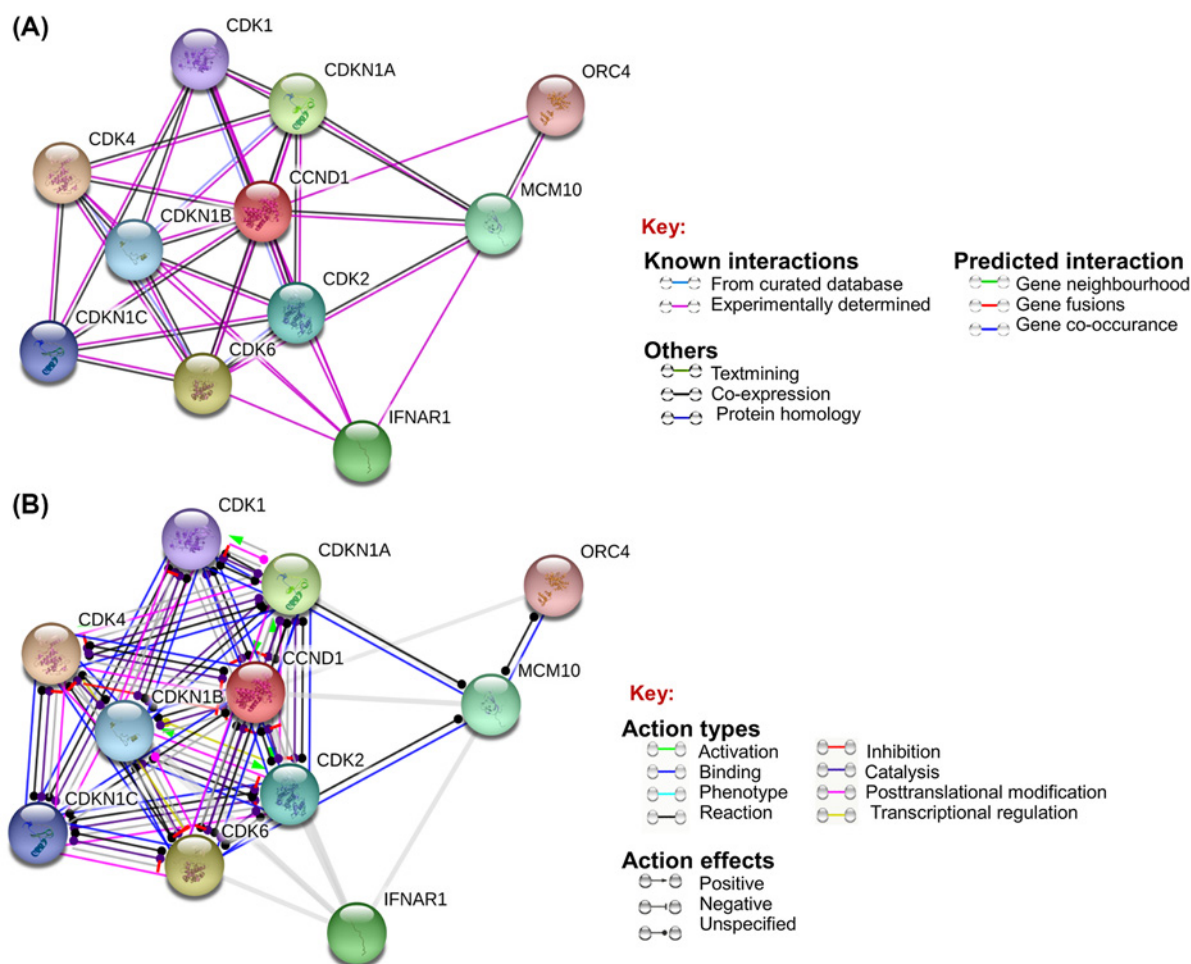 (A)
CDK1
CDKN1A
ORC4
CDK4
CCND1
MCM10
CDKN1B
CDK2
CDKN1C
CDK6
IFNAR1
Key:
Known interactions
From curated database
Experimentally determined
Others
Textmining
Co-expression
Protein homology
Predicted interaction
Gene neighbourhood
Gene fusions
Gene co-occurance
(B)
CDK1
CDKN1A
ORC4
CDK4
CCND1
MCM10
CDKN1B
CDK2
CDKN1C
CDK6
IFNAR1
Key:
Action types
Activation
Binding
Phenotype
Reaction
Inhibition
Catalysis
Posttranslational modification
Transcriptional regulation
Action effects
Positive
Negative
Unspecified